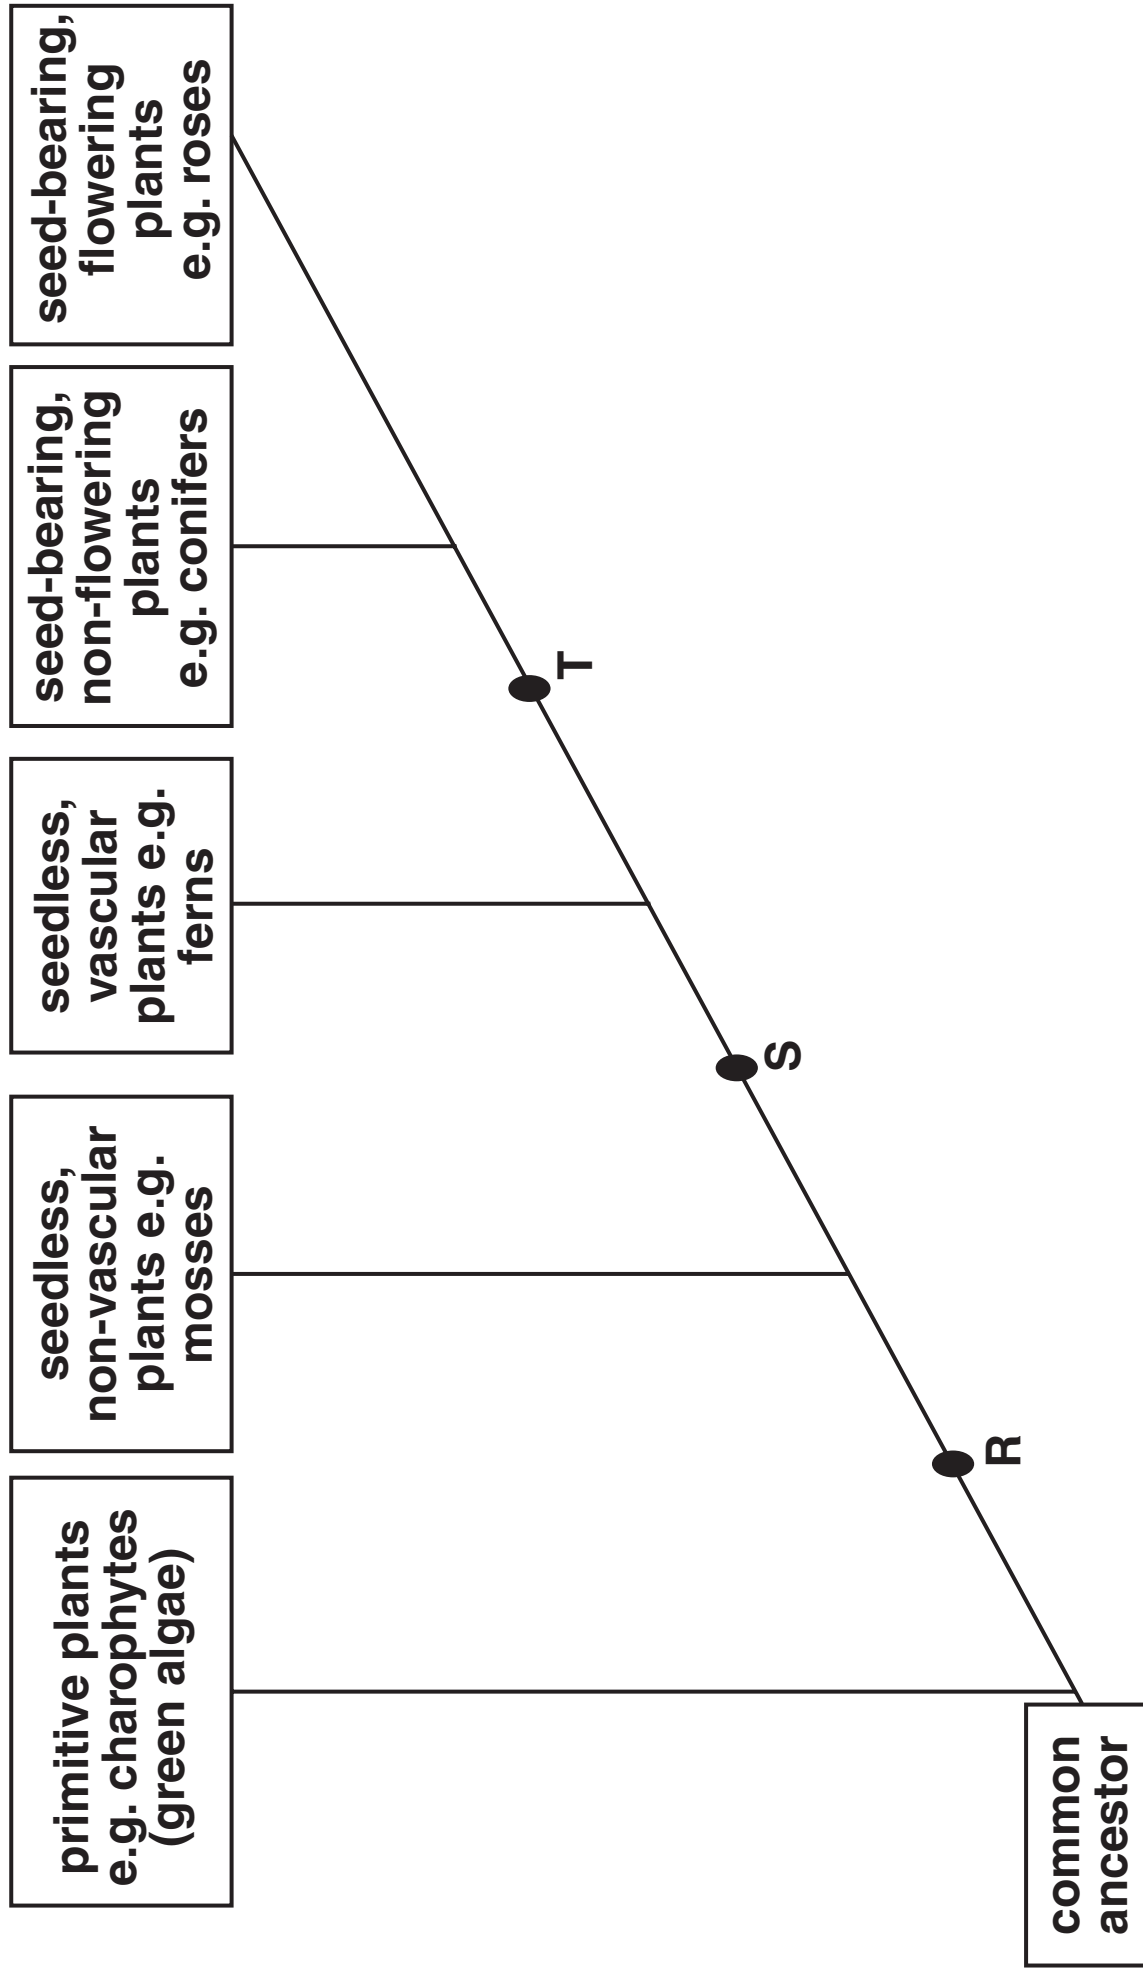 primitive plants
e.g. charophytes
(green algae)
seedless,
non-vascular
plants e.g.
mosses
seedless,
vascular
plants e.g.
ferns
seed-bearing,
non-flowering
plants
e.g. conifers
seed-bearing,
flowering
plants
e.g. roses
T
S
R
common
ancestor